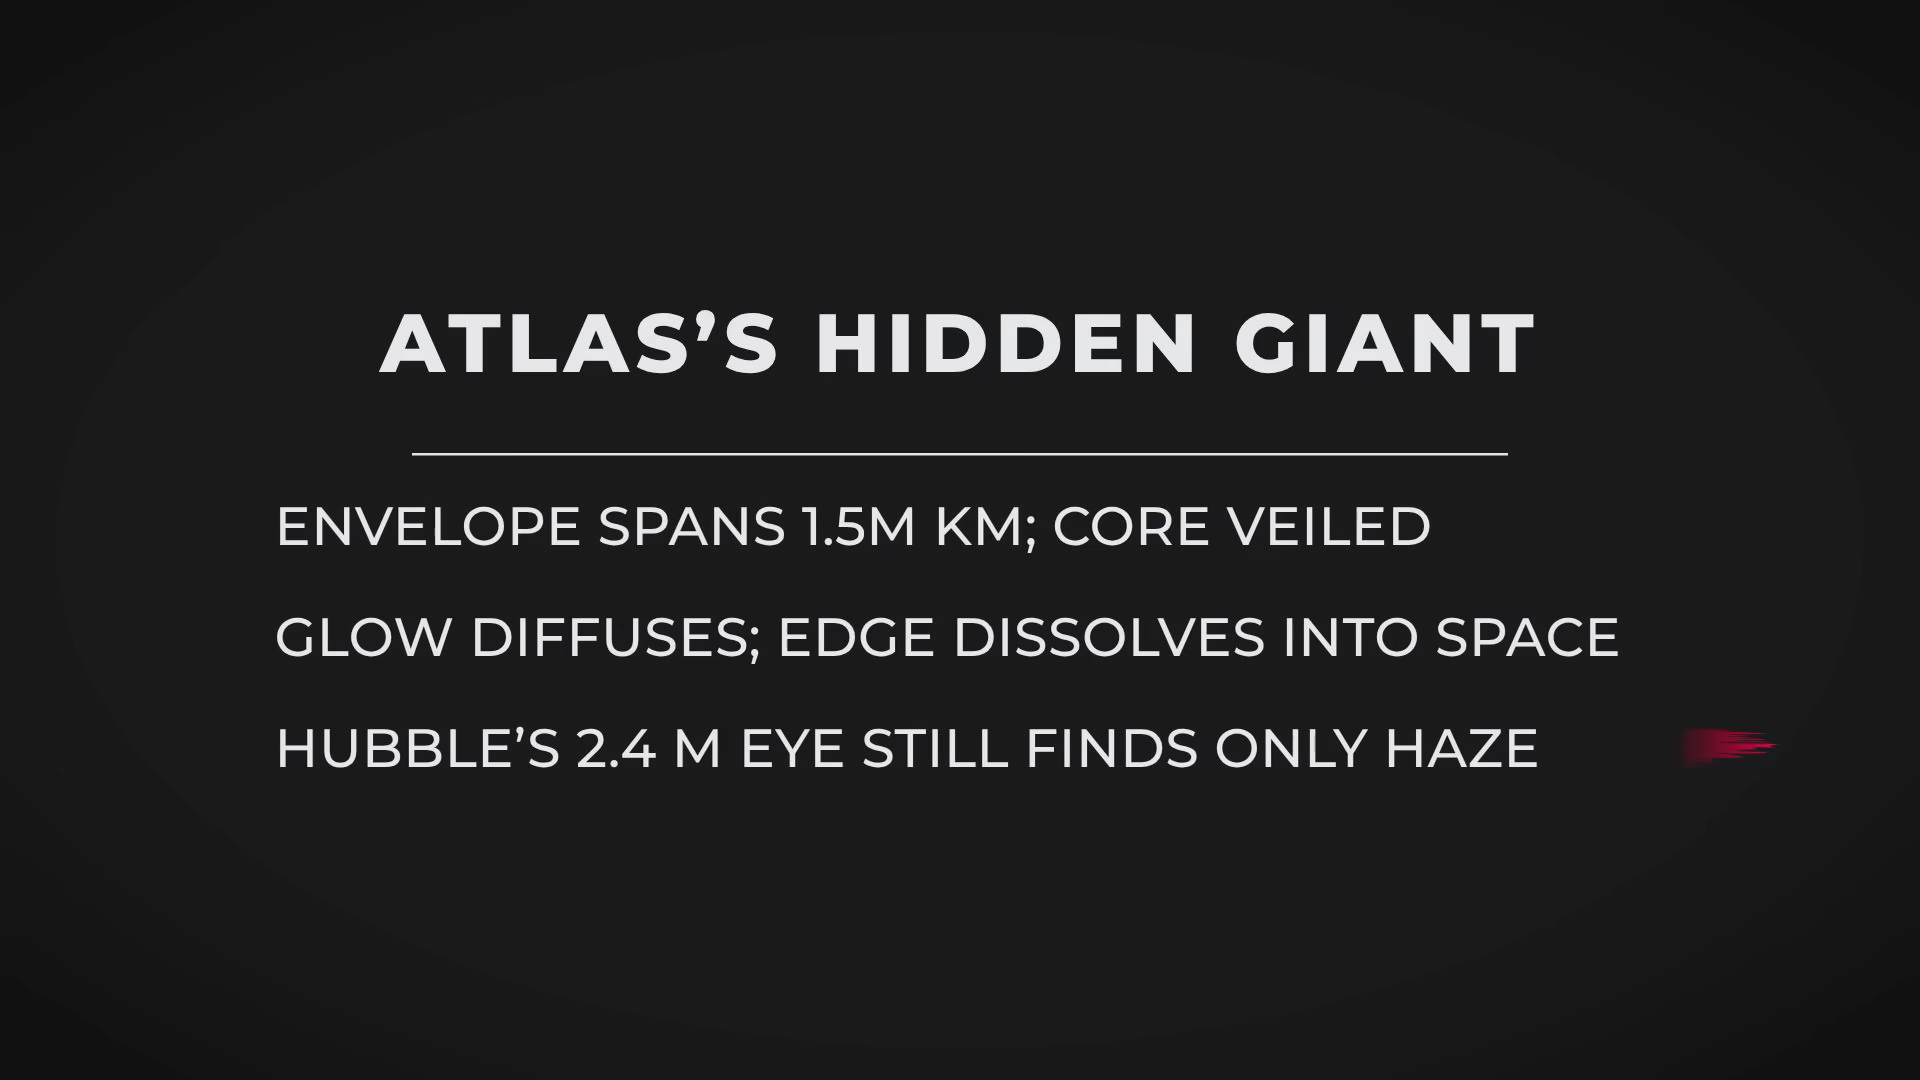 ATLAS’S HIDDEN GIANT
ENVELOPE SPANS 1.5M KM; CORE VEILED
GLOW DIFFUSES; EDGE DISSOLVES INTO SPACE
HUBBLE’S 2.4 M EYE STILL FINDS ONLY HAZE